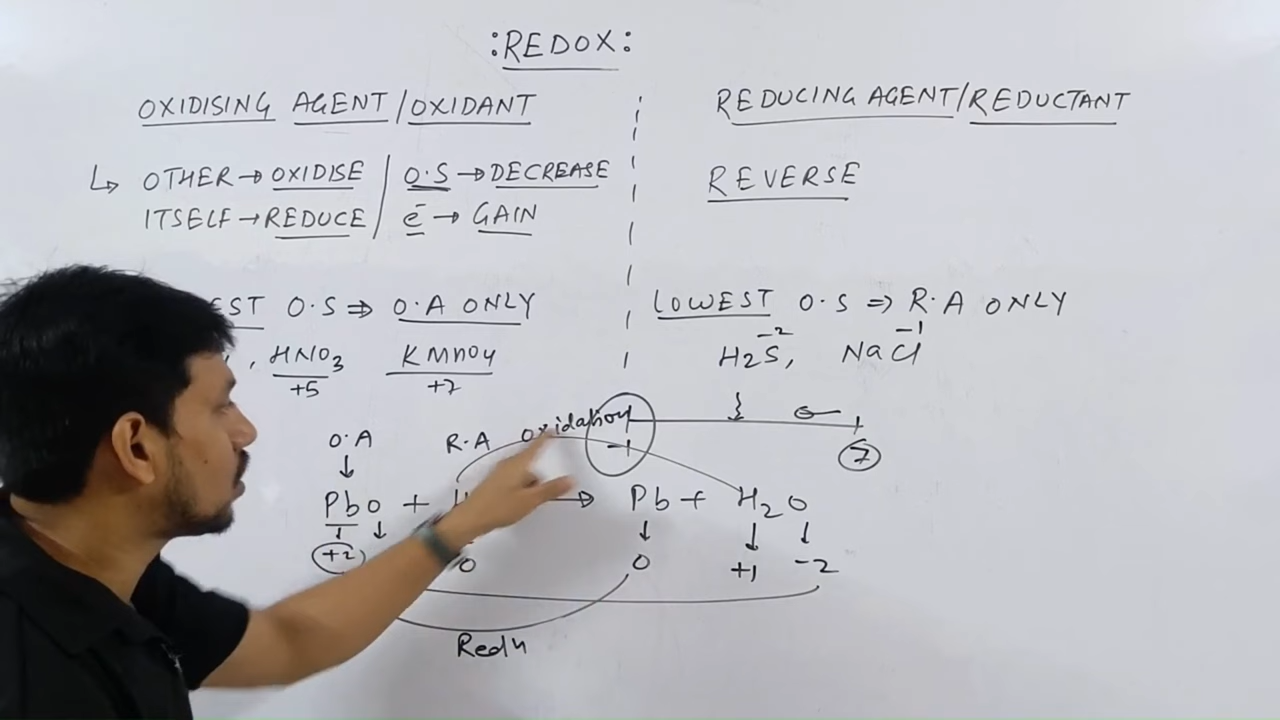 :REDOX:
OXIDISING AGENT/OXIDANT
REDUCING AGENT/REDUCTANT
↳ OTHER→OXIDISE / O.S→DECREASE
ITSELF→REDUCE / e⁻→ GAIN
REVERSE
EST O.S ⇒ O.A ONLY
LOWEST O.S ⇒ R.A ONLY
, HNO3 KMnO4
+5 +7
H2S, NaCl
-2 -1
oxidation
-1
7
O.A R.A
PbO + → Pb + H2O
+2 0 0 +1 -2
Redn